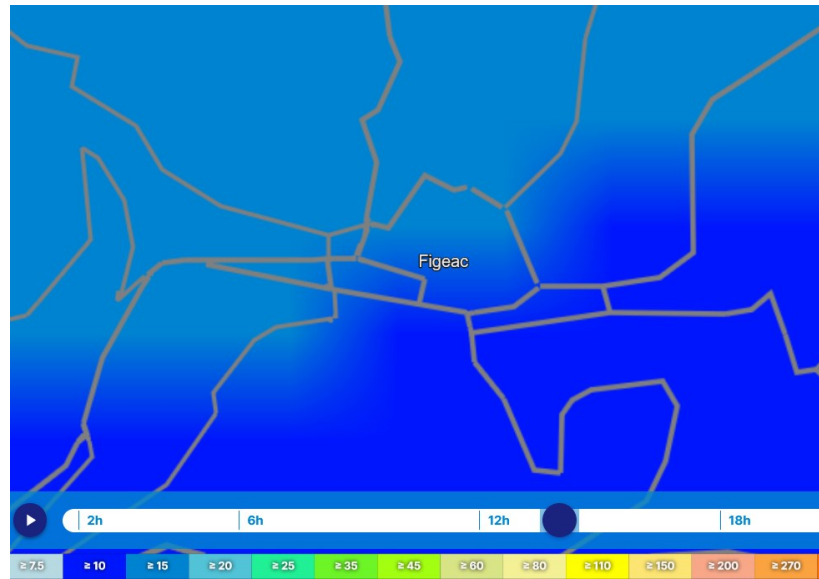 Figeac
2h 6h 12h 18h
≥ 7.5 ≥ 10 ≥ 15 ≥ 20 ≥ 25 ≥ 35 ≥ 45 ≥ 60 ≥ 80 ≥ 110 ≥ 150 ≥ 200 ≥ 270